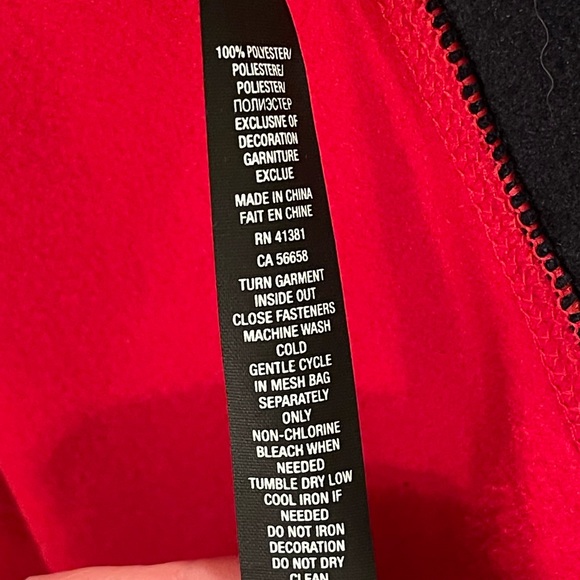 100% POLYESTER/
POLIESTERE/
POLIESTER/
ПОЛИЭСТЕР
EXCLUSIVE OF
DECORATION
GARNITURE
EXCLUE
MADE IN CHINA
FAIT EN CHINE
RN 41381
CA 56658
TURN GARMENT
INSIDE OUT
CLOSE FASTENERS
MACHINE WASH
COLD
GENTLE CYCLE
IN MESH BAG
SEPARATELY
ONLY
NON-CHLORINE
BLEACH WHEN
NEEDED
TUMBLE DRY LOW
COOL IRON IF
NEEDED
DO NOT IRON
DECORATION
DO NOT DRY
CLEAN